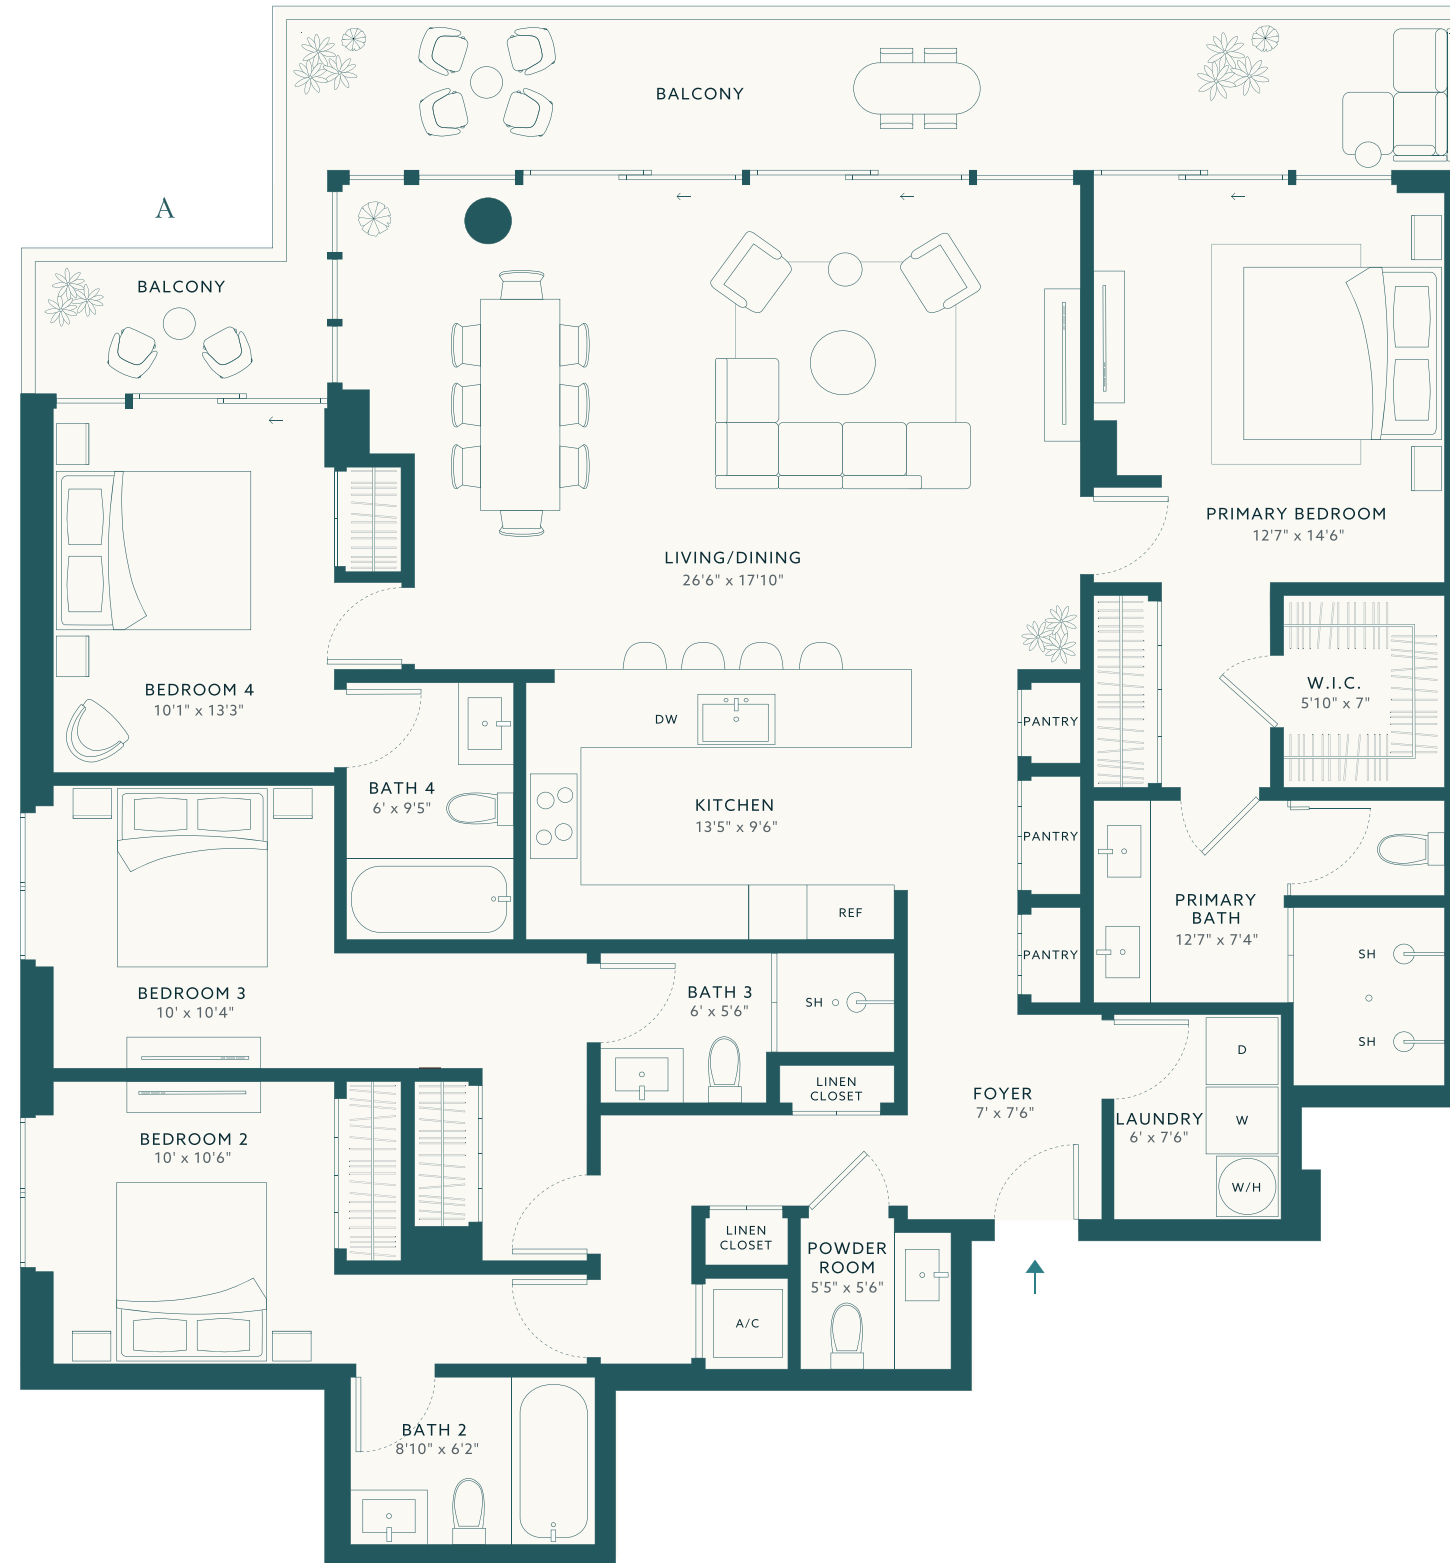 BALCONY
A
BALCONY
PRIMARY BEDROOM
12'7" x 14'6"
LIVING/DINING
26'6" x 17'10"
BEDROOM 4
10'1" x 13'3"
W.I.C.
5'10" x 7"
DW
PANTRY
BATH 4
6' x 9'5"
KITCHEN
13'5" x 9'6"
PANTRY
PRIMARY
BATH
12'7" x 7'4"
REF
PANTRY
SH
BEDROOM 3
10' x 10'4"
BATH 3
6' x 5'6"
SH
SH
D
LINEN
CLOSET
FOYER
7' x 7'6"
LAUNDRY
6' x 7'6"
W
BEDROOM 2
10' x 10'6"
W/H
LINEN
CLOSET
POWDER
ROOM
5'5" x 5'6"
A/C
BATH 2
8'10" x 6'2"